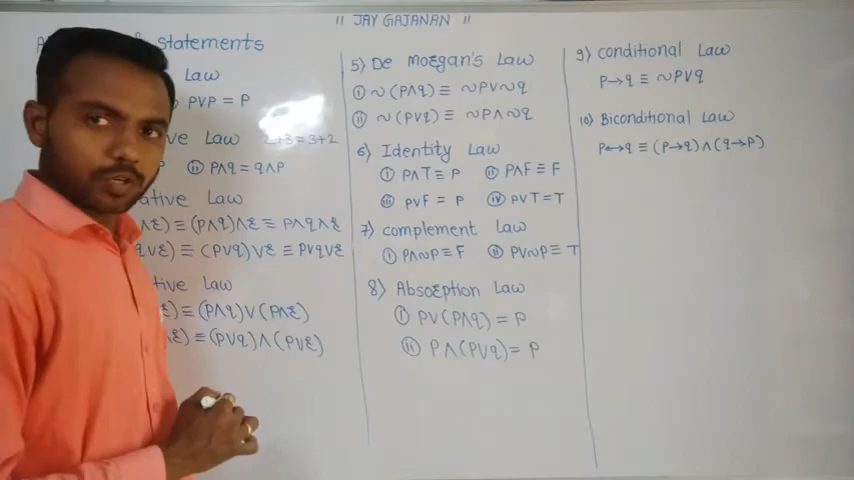 " JAY GAJANAN "
statements
Law
PVP = P
Law 2+3=3+2
ⅱ P∧q = q∧P
ative Law
∧r) ≡ (P∧q)∧r ≡ P∧q∧r
qVr) ≡ (PVq)Vr ≡ PVqVr
tive Law
r) ≡ (P∧q)V(P∧r)
r) ≡ (PVq)∧(PVr)
5) De morgan's Law
ⅰ ~(P∧q) ≡ ~PV~q
ⅱ ~(PVq) ≡ ~P∧~q
6) Identity Law
ⅰ P∧T ≡ P ⅱ P∧F ≡ F
ⅲ PVF = P ⅳ PVT = T
7) complement Law
ⅰ P∧~P ≡ F ⅱ PV~P ≡ T
8) Absorption Law
ⅰ PV(P∧q) = P
ⅱ P∧(PVq) = P
9) conditional Law
P→q ≡ ~PVq
10) Biconditional Law
P↔q ≡ (P→q)∧(q→P)